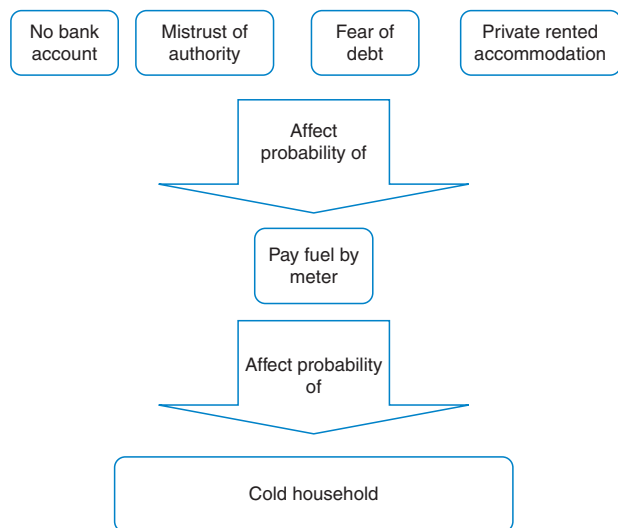 No bank
account
Mistrust of
authority
Fear of
debt
Private rented
accommodation
Affect
probability of
Pay fuel by
meter
Affect probability
of
Cold household